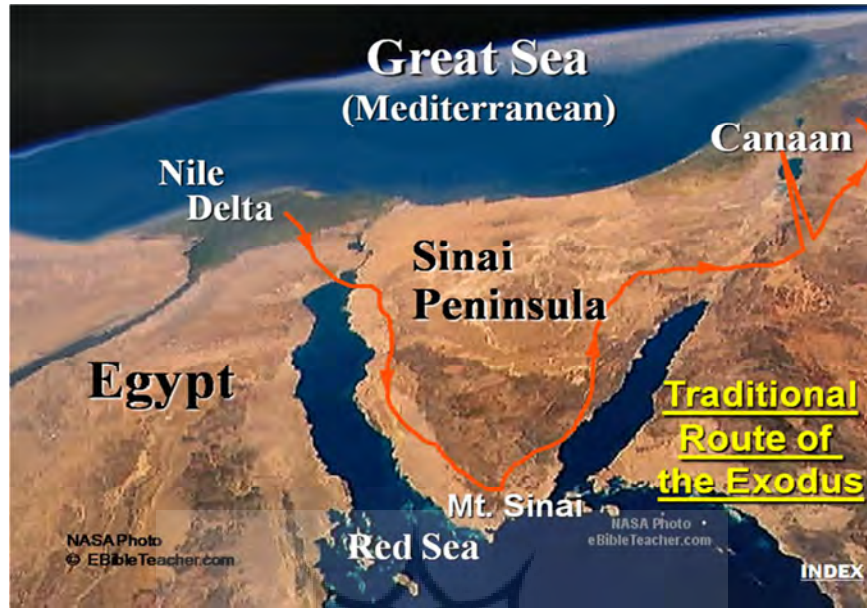 Great Sea
(Mediterranean)
Canaan
Nile
Delta
Sinai
Peninsula
Egypt
Traditional
Route of
the Exodus
Mt. Sinai
Red Sea
NASA Photo
© EBibleTeacher.com
NASA Photo
eBibleTeacher.com
INDEX